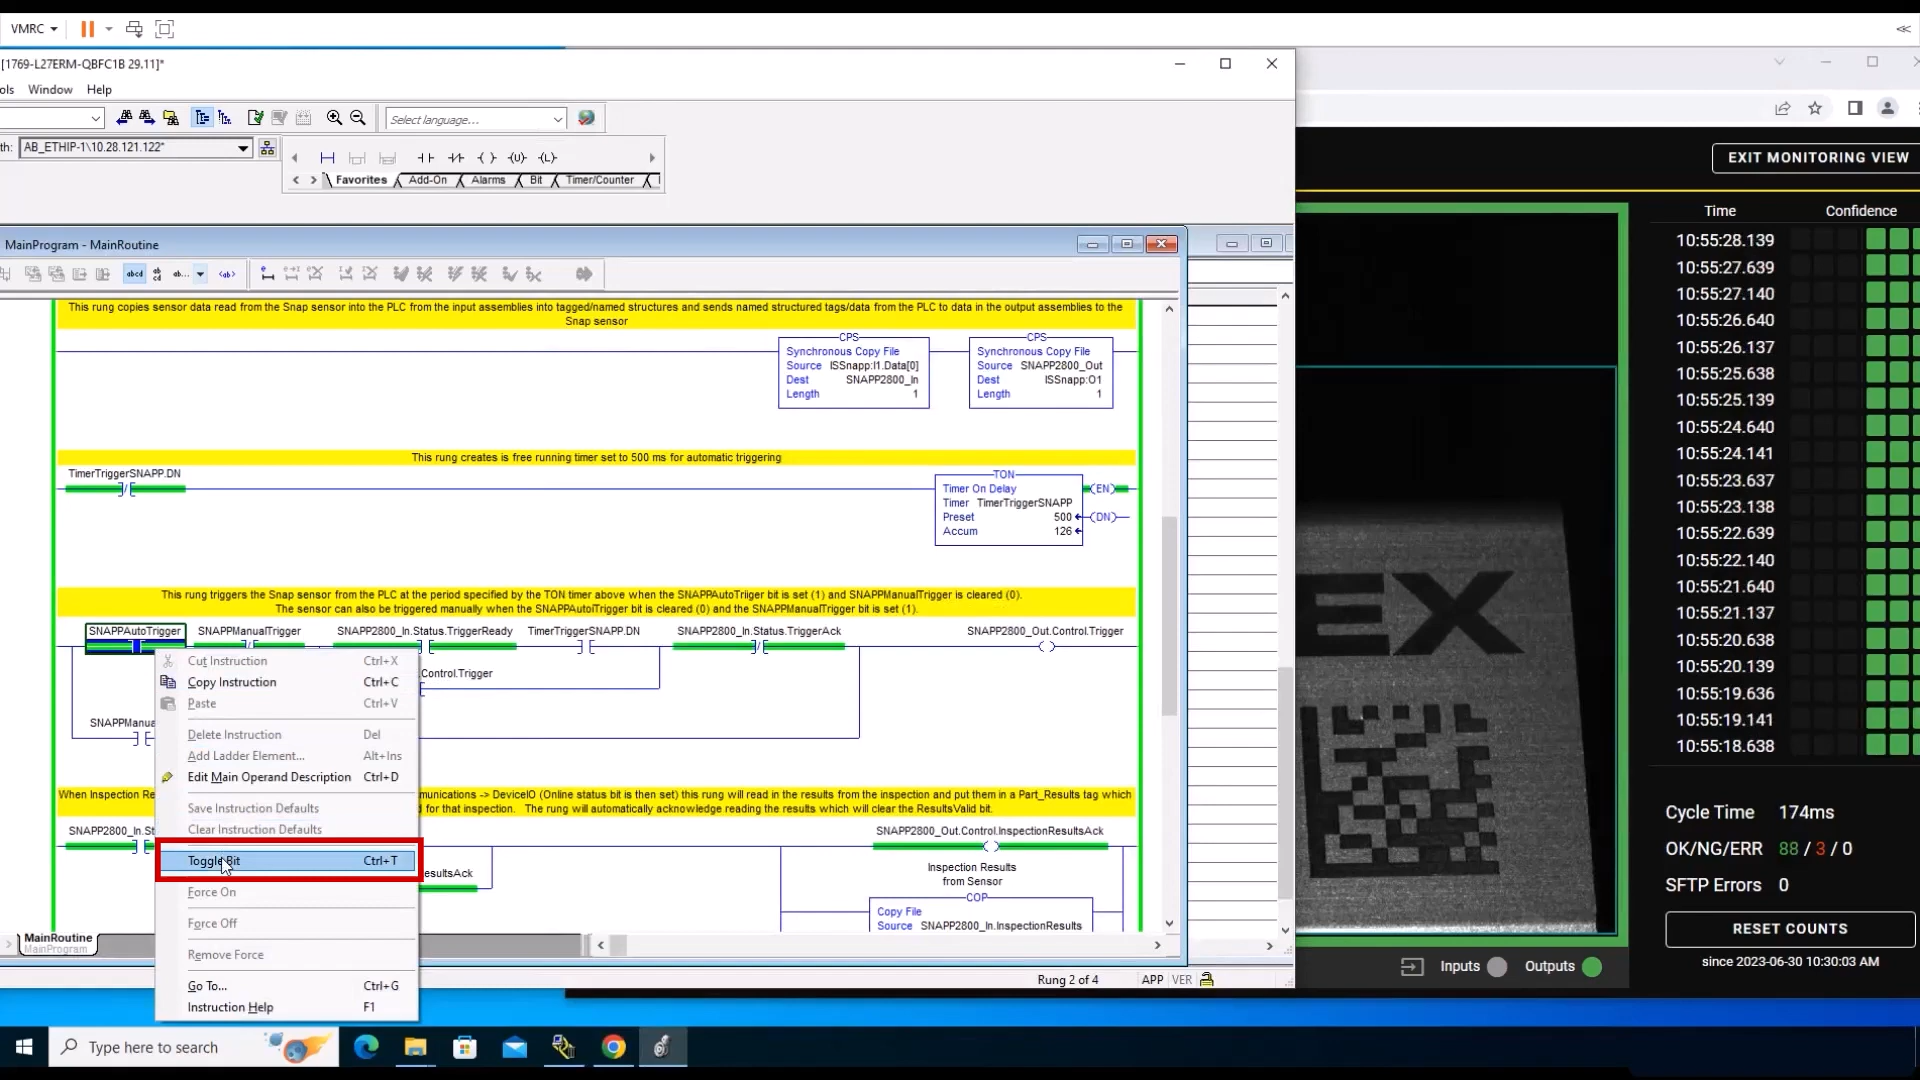 VMRC
[1769-L27ERM-QBFC1B 29.11]*
ols Window Help
Select language...
th: AB_ETHIP-1\10.28.121.122*
Favorites Add-On Alarms Bit Timer/Counter
EXIT MONITORING VIEW
MainProgram - MainRoutine
This rung copies sensor data read from the Snap sensor into the PLC from the input assemblies into tagged/named structures and sends named structured tags/data from the PLC to data in the output assemblies to the
Snap sensor
CPS
Synchronous Copy File
Source ISSnapp:I1.Data[0]
Dest SNAPP2800_In
Length 1
CPS
Synchronous Copy File
Source SNAPP2800_Out
Dest ISSnapp:O1
Length 1
This rung creates is free running timer set to 500 ms for automatic triggering
TimerTriggerSNAPP.DN
TON
Timer On Delay
Timer TimerTriggerSNAPP
Preset 500
Accum 126
EN
DN
This rung triggers the Snap sensor from the PLC at the period specified by the TON timer above when the SNAPPAutoTriiger bit is set (1) and SNAPPManualTrigger is cleared (0).
The sensor can also be triggered manually when the SNAPPAutolTrigger bit is cleared (0) and the SNAPPManualTrigger bit is set (1).
SNAPPAutoTrigger SNAPPManualTrigger SNAPP2800_In.Status.TriggerReady TimerTriggerSNAPP.DN SNAPP2800_In.Status.TriggerAck SNAPP2800_Out.Control.Trigger
Control.Trigger
SNAPPManua
Cut Instruction Ctrl+X
Copy Instruction Ctrl+C
Paste Ctrl+V
Delete Instruction Del
Add Ladder Element... Alt+Ins
Edit Main Operand Description Ctrl+D
Save Instruction Defaults
Clear Instruction Defaults
Toggle Bit Ctrl+T
Force On
Force Off
Remove Force
Go To... Ctrl+G
Instruction Help F1
When Inspection Re
munications -> DeviceIO (Online status bit is then set) this rung will read in the results from the inspection and put them in a Part_Results tag which
d for that inspection. The rung will automatically acknowledge reading the results which will clear the ResultsValid bit.
SNAPP2800_In.St
SNAPP2800_Out.Control.InspectionResultsAck
esultsAck
Inspection Results
from Sensor
COP
Copy File
Source SNAPP2800_In.InspectionResults
MainRoutine
MainProgram
Rung 2 of 4 APP VER
Time Confidence
10:55:28.139
10:55:27.639
10:55:27.140
10:55:26.640
10:55:26.137
10:55:25.638
10:55:25.139
10:55:24.640
10:55:24.141
10:55:23.637
10:55:23.138
10:55:22.639
10:55:22.140
10:55:21.640
10:55:21.137
10:55:20.638
10:55:20.139
10:55:19.636
10:55:19.141
10:55:18.638
EX
Cycle Time 174ms
OK/NG/ERR 88 / 3 / 0
SFTP Errors 0
RESET COUNTS
since 2023-06-30 10:30:03 AM
Inputs Outputs
Type here to search